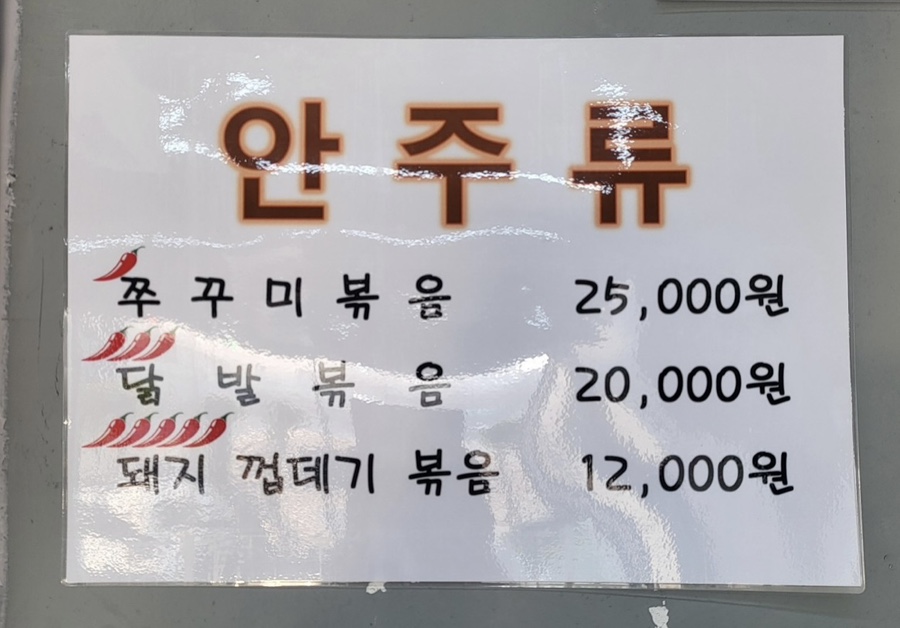 안주류
쭈꾸미볶음 25,000원
닭발볶음 20,000원
돼지 껍데기 볶음 12,000원